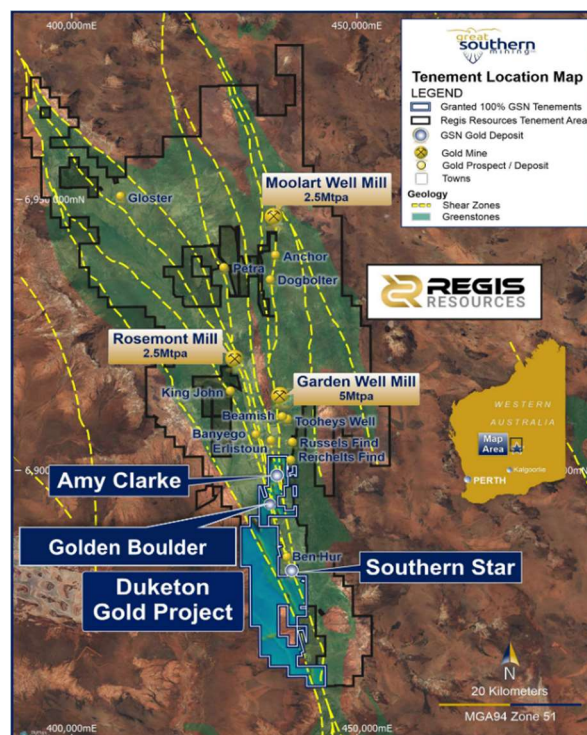 400,000mE
450,000mE
great
southern
mining
Tenement Location Map
LEGEND
Granted 100% GSN Tenements
Regis Resources Tenement Area
GSN Gold Deposit
Gold Mine
Gold Prospect / Deposit
Towns
Geology
Shear Zones
Greenstones
Gloster
Moolart Well Mill
2.5Mtpa
Anchor
Petra
Dogbolter
REGIS
RESOURCES
Rosemont Mill
2.5Mtpa
King John
Garden Well Mill
5Mtpa
Beamish
Tooheys Well
Banyego
Russels Find
Erlistoun
Reichelts Find
WESTERN
AUSTRALIA
Map
Area
Kalgoorlie
PERTH
Amy Clarke
Golden Boulder
Ben Hur
Southern Star
Duketon
Gold Project
N
20 Kilometers
MGA94 Zone 51
400,000mE
450,000mE